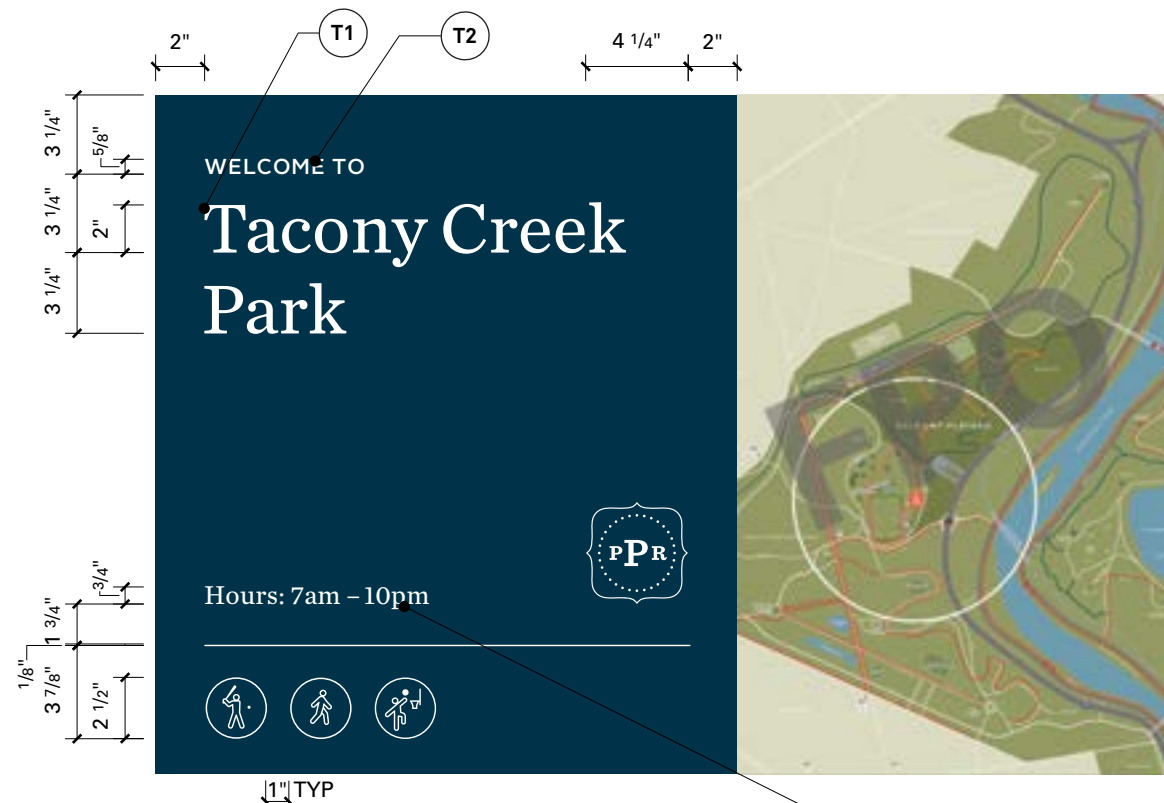 T1
T2
2"
4 1/4"
2"
3 1/4"
5/8"
WELCOME TO
3 1/4"
2"
Tacony Creek
3 1/4"
Park
PPR
3/4"
Hours: 7am – 10pm
1 3/4"
1/8"
3 7/8"
2 1/2"
1" TYP